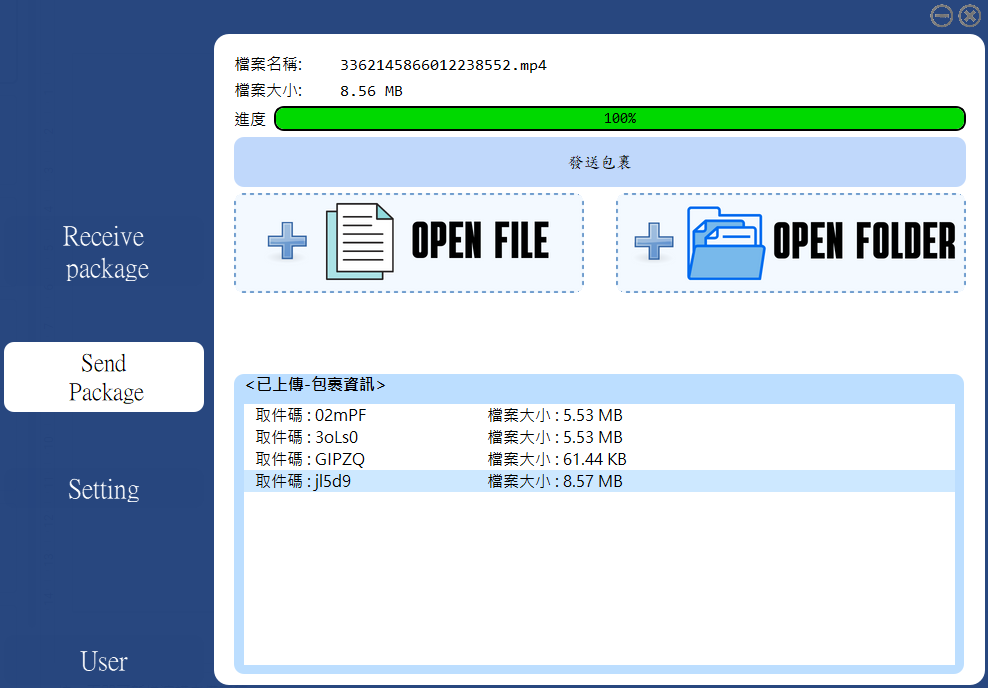 檔案名稱: 3362145866012238552.mp4
檔案大小: 8.56 MB
進度 100%
發送包裹
OPEN FILE
OPEN FOLDER
Receive
package
Send
Package
Setting
User
<已上傳-包裹資訊>
取件碼 : 02mPF 檔案大小 : 5.53 MB
取件碼 : 3oLs0 檔案大小 : 5.53 MB
取件碼 : GIPZQ 檔案大小 : 61.44 KB
取件碼 : jl5d9 檔案大小 : 8.57 MB